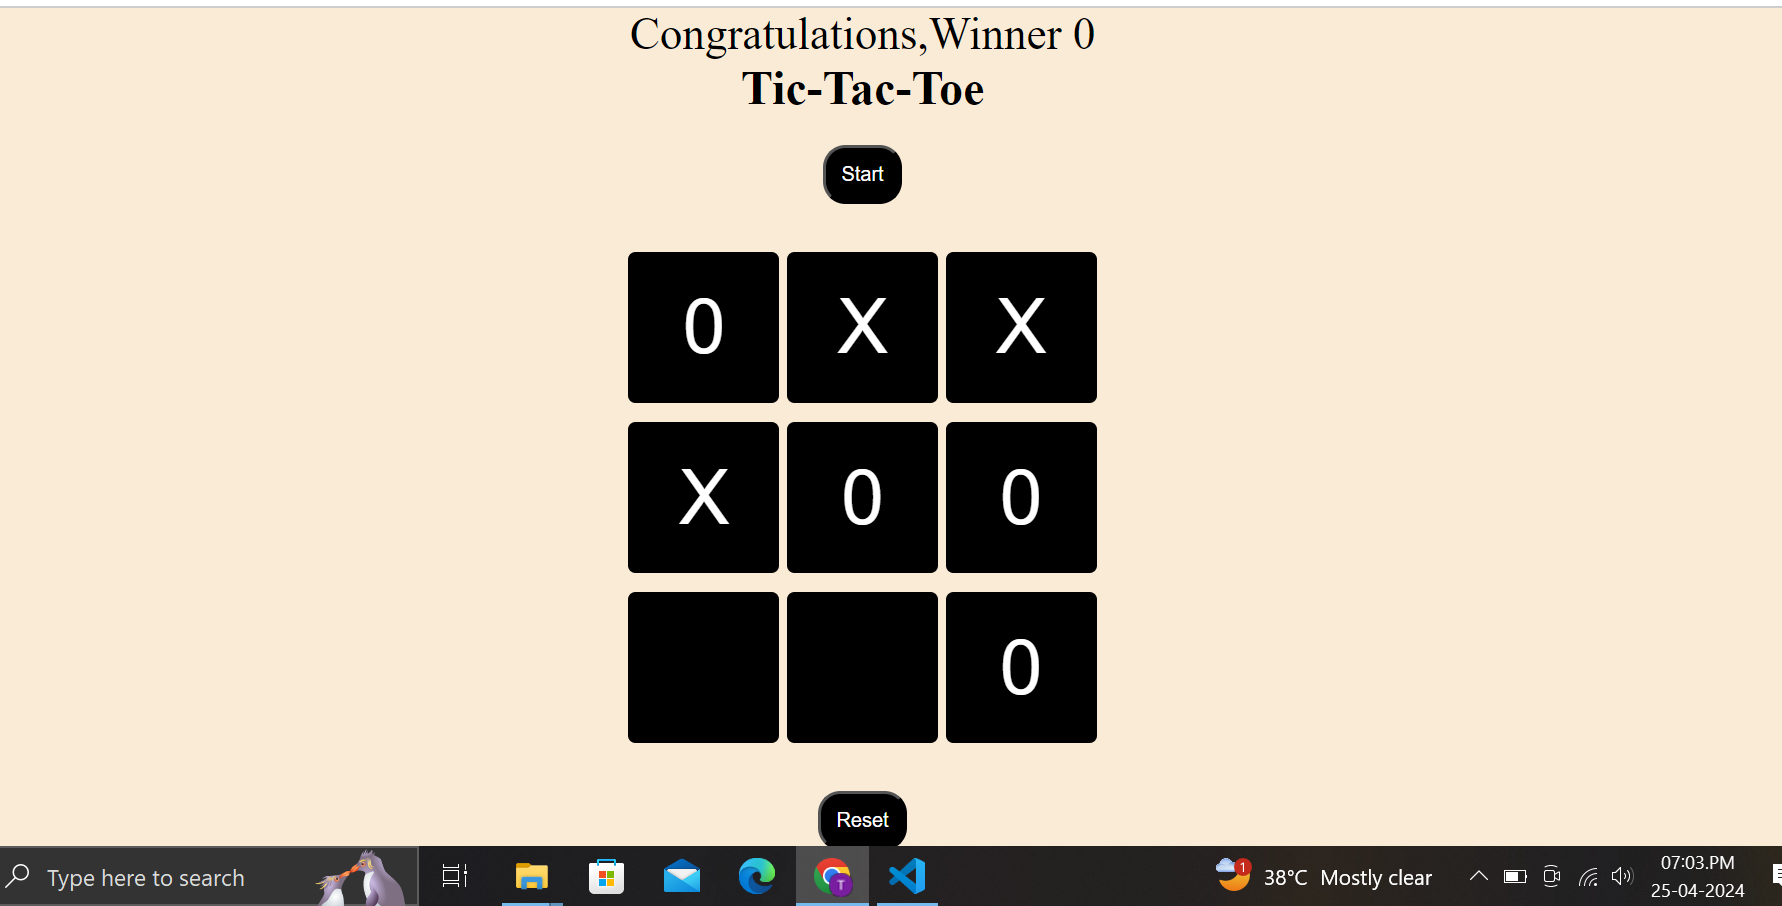 Congratulations,Winner 0
Tic-Tac-Toe
Start
0 X X
X 0 0
0
Reset
Type here to search
T
1
38°C Mostly clear
07:03.PM
25-04-2024